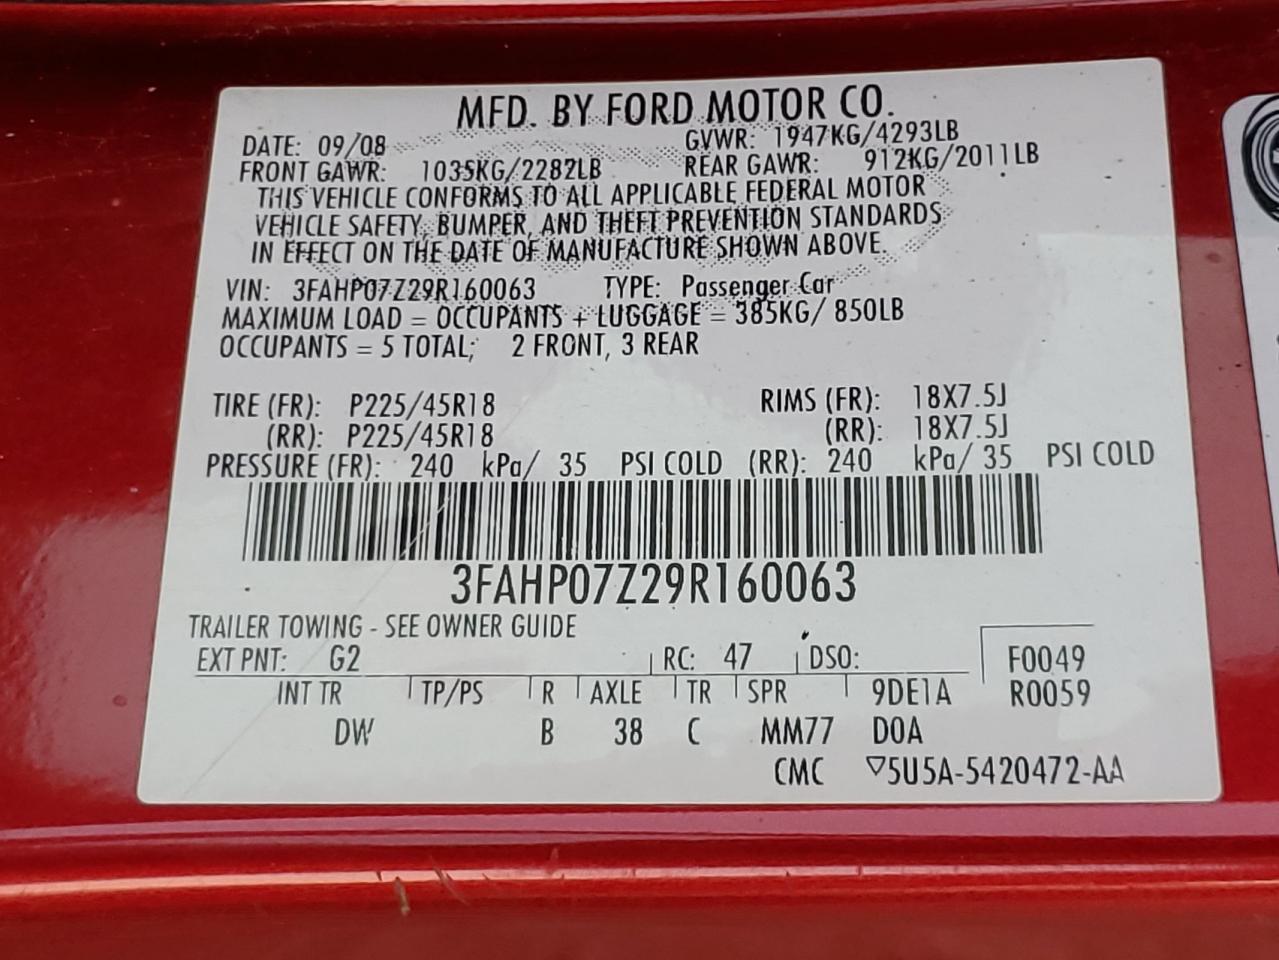 MFD. BY FORD MOTOR CO.
DATE: 09/08 GVWR: 1947KG/4293LB
FRONT GAWR: 1035KG/2282LB REAR GAWR: 912KG/2011LB
THIS VEHICLE CONFORMS TO ALL APPLICABLE FEDERAL MOTOR
VEHICLE SAFETY, BUMPER, AND THEFT PREVENTION STANDARDS
IN EFFECT ON THE DATE OF MANUFACTURE SHOWN ABOVE.
VIN: 3FAHP07Z29R160063 TYPE: Passenger Car
MAXIMUM LOAD = OCCUPANTS + LUGGAGE = 385KG/ 850LB
OCCUPANTS = 5 TOTAL; 2 FRONT, 3 REAR
TIRE (FR): P225/45R18 RIMS (FR): 18X7.5J
(RR): P225/45R18 (RR): 18X7.5J
PRESSURE (FR): 240 kPa/ 35 PSI COLD (RR): 240 kPa/ 35 PSI COLD
3FAHP07Z29R160063
TRAILER TOWING - SEE OWNER GUIDE
EXT PNT: G2 RC: 47 DSO: F0049
INT TR TP/PS R AXLE TR SPR 9DE1A R0059
DW B 38 C MM77 D0A
CMC ▽5U5A-5420472-AA